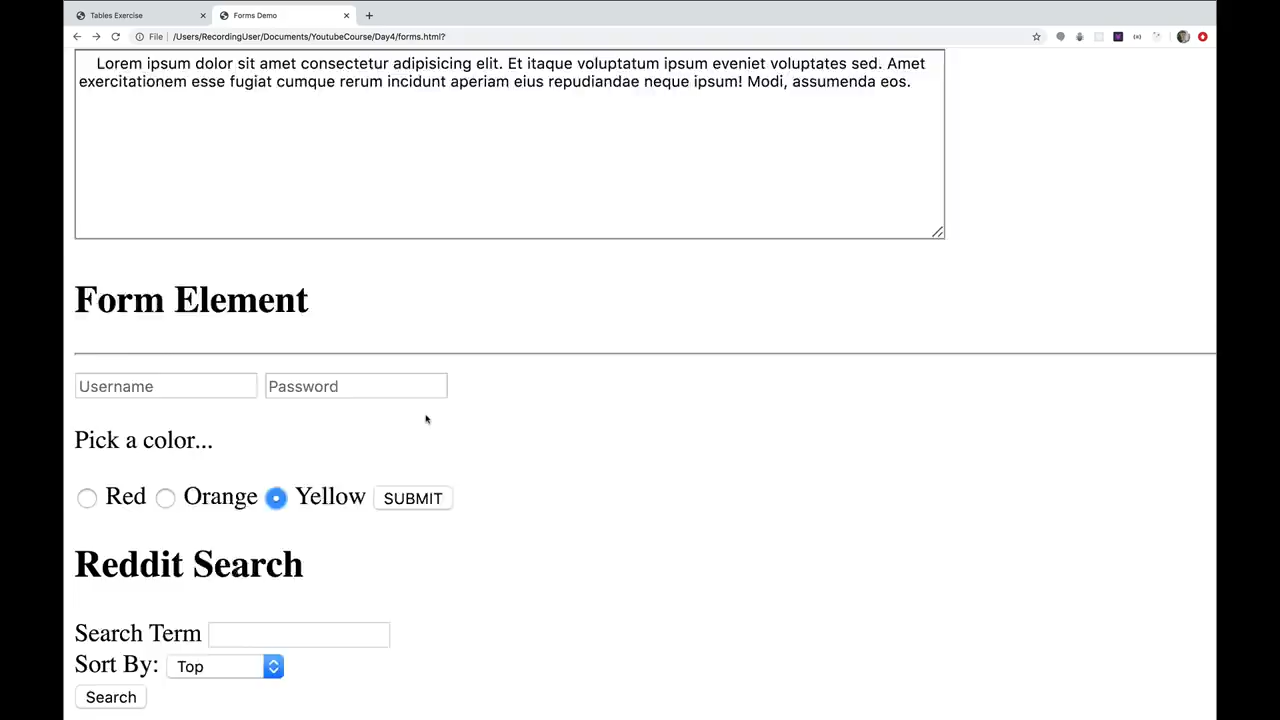 Tables Exercise
Forms Demo
File /Users/RecordingUser/Documents/YoutubeCourse/Day4/forms.html?
Lorem ipsum dolor sit amet consectetur adipisicing elit. Et itaque voluptatum ipsum eveniet voluptates sed. Amet
exercitationem esse fugiat cumque rerum incidunt aperiam eius repudiandae neque ipsum! Modi, assumenda eos.
Form Element
Username Password
Pick a color...
Red Orange Yellow SUBMIT
Reddit Search
Search Term
Sort By: Top
Search